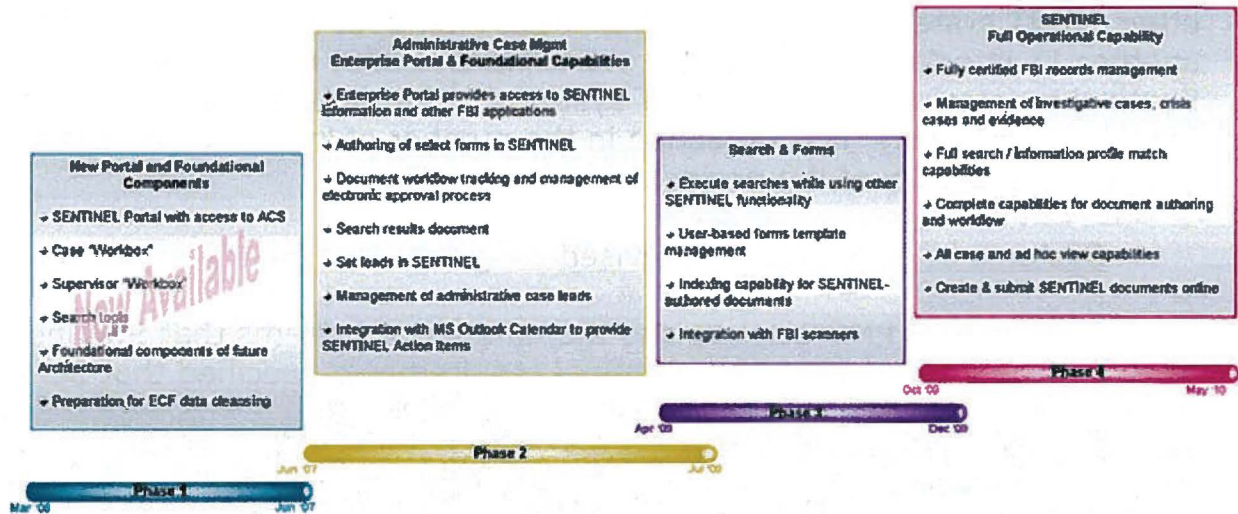 New Portal and Foundational
Components
SENTINEL Portal with access to ACS
Case "Workbox"
Supervisor "Workbox"
Search tools
Foundational components of future
Architecture
Preparation for ECF data cleansing
Now Available
Mar '06
Phase 1
Jun '07
Administrative Case Mgmt
Enterprise Portal & Foundational Capabilities
Enterprise Portal provides access to SENTINEL
information and other FBI applications
Authoring of select forms in SENTINEL
Document workflow tracking and management of
electronic approval process
Search results document
Set leads in SENTINEL
Management of administrative case leads
Integration with MS Outlook Calendar to provide
SENTINEL Action Items
Jun '07
Phase 2
Jul '09
Search & Forms
Execute searches while using other
SENTINEL functionality
User-based forms template
management
Indexing capability for SENTINEL-
authored documents
Integration with FBI scanners
Apr '09
Phase 3
Dec '09
SENTINEL
Full Operational Capability
Fully certified FBI records management
Management of investigative cases, crisis
cases and evidence
Full search / information profile match
capabilities
Complete capabilities for document authoring
and workflow
All case and ad hoc view capabilities
Create & submit SENTINEL documents online
Oct '09
Phase 4
May '10